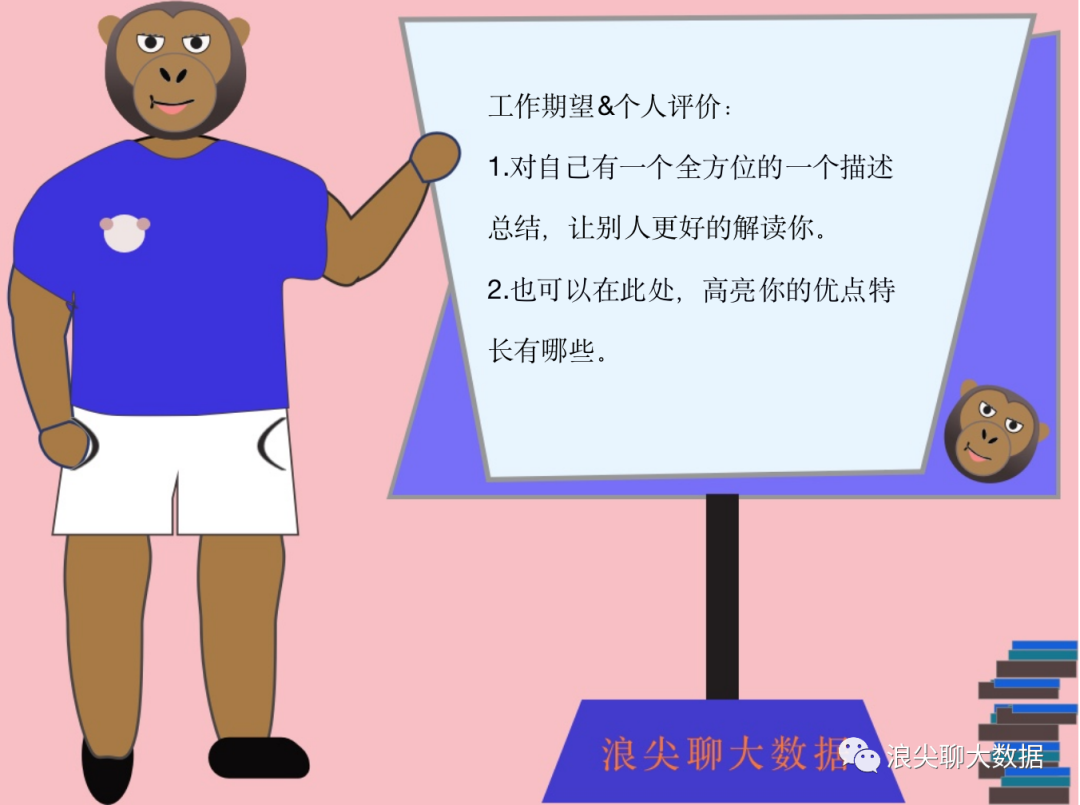 工作期望&个人评价：
1.对自己有一个全方位的一个描述
总结，让别人更好的解读你。
2.也可以在此处，高亮你的优点特
长有哪些。
浪尖聊大数据
浪尖聊大数据